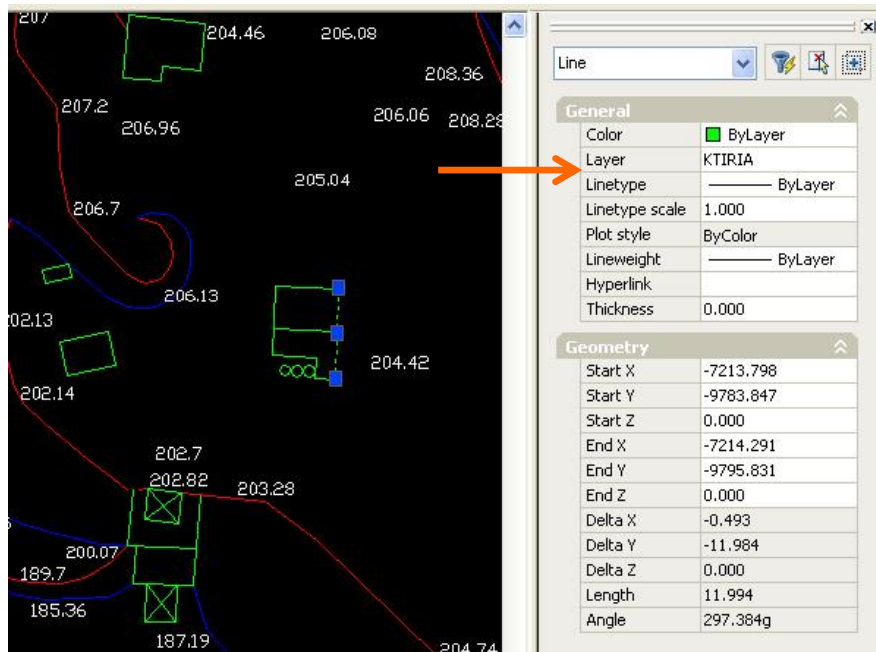 207
204.46
206.08
208.36
207.2
206.96
206.06
208.28
205.04
206.7
206.13
202.13
204.42
202.14
202.7
202.82
203.28
200.07
189.7
185.36
187.19
204.74
Line
General
Color ByLayer
Layer KTIRIA
Linetype ByLayer
Linetype scale 1.000
Plot style ByColor
Lineweight ByLayer
Hyperlink
Thickness 0.000
Geometry
Start X -7213.798
Start Y -9783.847
Start Z 0.000
End X -7214.291
End Y -9795.831
End Z 0.000
Delta X -0.493
Delta Y -11.984
Delta Z 0.000
Length 11.994
Angle 297.384g